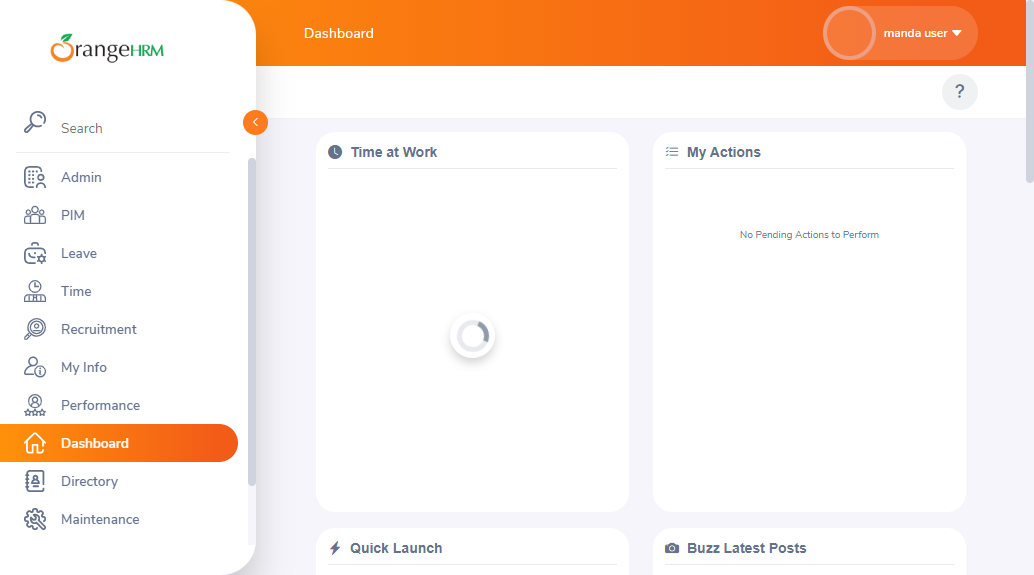 OrangeHRM
Dashboard
manda user
?
Search
Admin
PIM
Leave
Time
Recruitment
My Info
Performance
Dashboard
Directory
Maintenance
Time at Work
My Actions
No Pending Actions to Perform
Quick Launch
Buzz Latest Posts